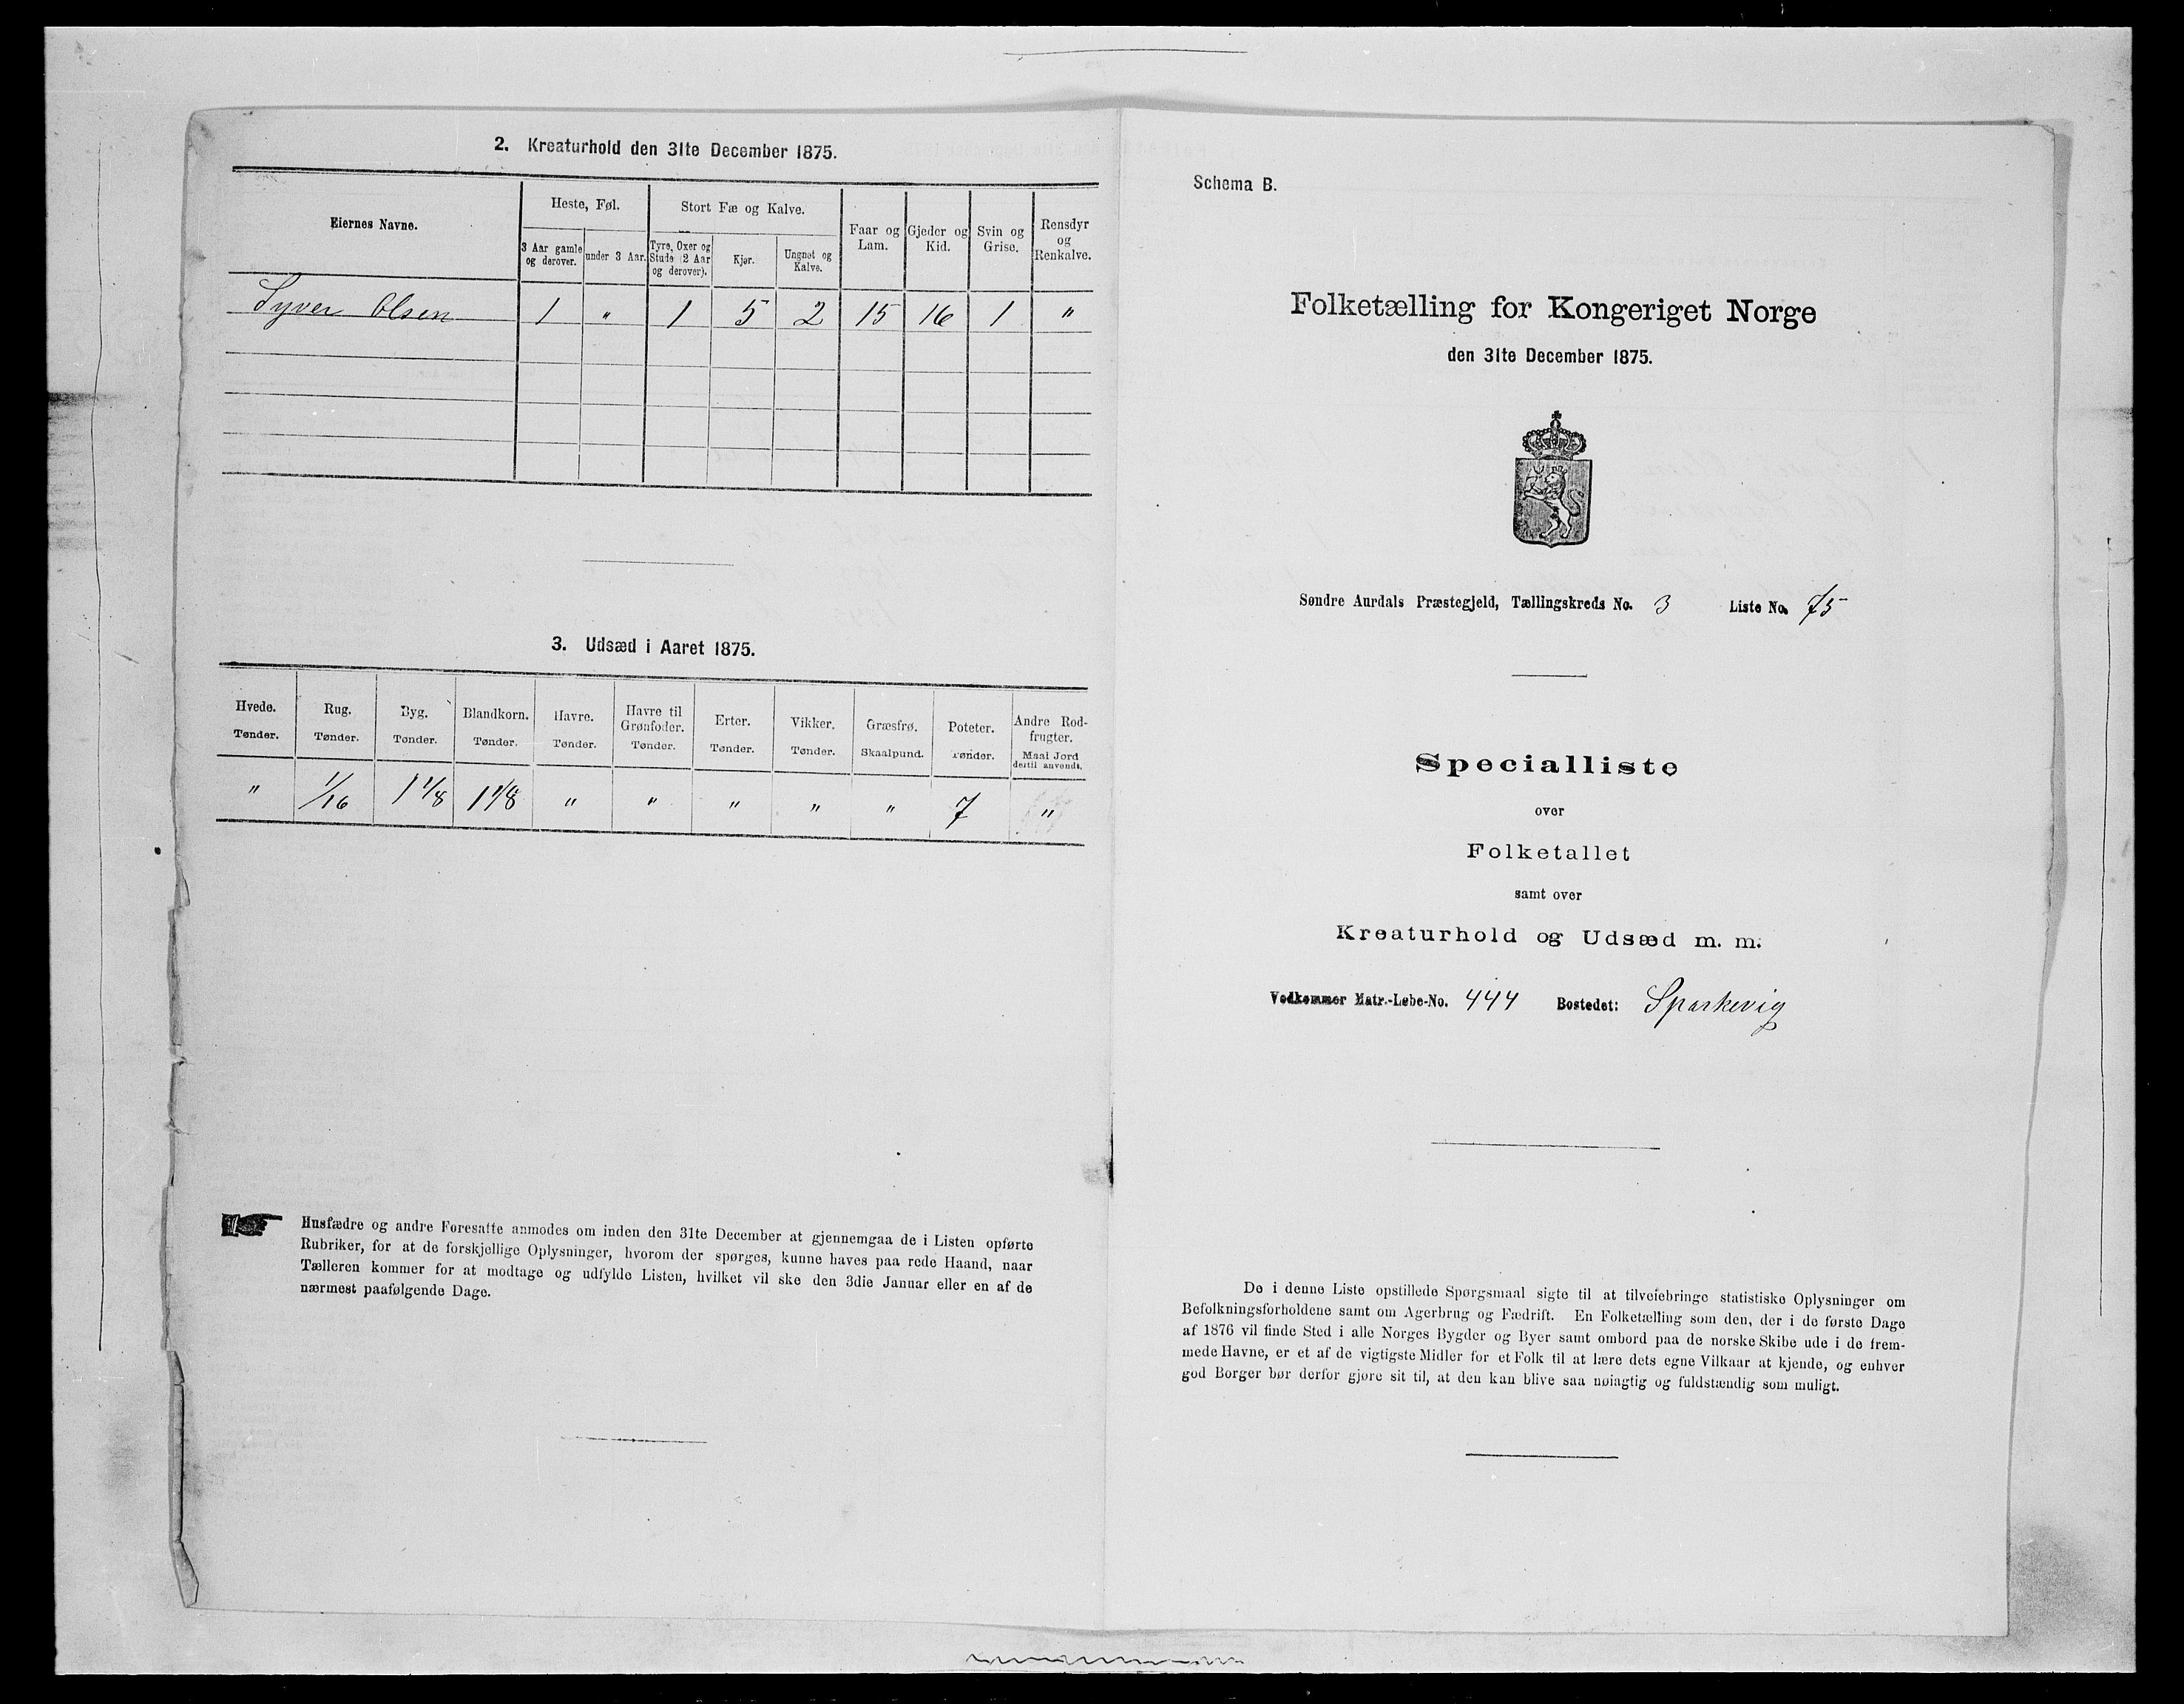 2. Kreaturhold den 31te December 1875.
Eiernes Navne.
Heste, Føl.
Stort Fæ og Kalve.
Faar og Lam.
Gjeder og Kid.
Svin og Grise.
Rensdyr og Renkalve.
3 Aar gamle og derover.
under 3 Aar.
Tyre, Oxer og Stude (2 Aar og derover).
Kjør.
Ungnøt og Kalve.
Syver Olsen 1 " 1 5 2 15 16 1 "
3. Udsæd i Aaret 1875.
Hvede. Rug. Byg. Blandkorn. Havre. Havre til Grønfoder. Erter. Vikker. Græsfrø. Poteter. Andre Rodfrugter.
Tønder. Tønder. Tønder. Tønder. Tønder. Tønder. Tønder. Tønder. Skaalpund. Tønder. Maal Jord dertil anvendt.
" 1/16 1 1/8 1 1/8 " " " " " 7 "
Husfædre og andre Foresatte anmodes om inden den 31te December at gjennemgaa de i Listen opførte
Rubriker, for at de forskjellige Oplysninger, hvorom der spørges, kunne haves paa rede Haand, naar
Tælleren kommer for at modtage og udfylde Listen, hvilket vil ske den 3die Januar eller en af de
nærmest paafølgende Dage.
Schema B.
Folketælling for Kongeriget Norge
den 31te December 1875.
Søndre Aurdals Præstegjeld, Tællingskreds No. 3 Liste No. 75
Specialliste
over
Folketallet
samt over
Kreaturhold og Udsæd m. m.
Vedkommer Matr.-Løbe-No. 444 Bostedet: Sparkevig
De i denne Liste opstillede Spørgsmaal sigte til at tilveiebringe statistiske Oplysninger om
Befolkningsforholdene samt om Agerbrug og Fædrift. En Folketælling som den, der i de første Dage
af 1876 vil finde Sted i alle Norges Bygder og Byer samt ombord paa de norske Skibe ude i de frem-
mede Havne, er et af de vigtigste Midler for et Folk til at lære dets egne Vilkaar at kjende, og enhver
god Borger bør derfor gjøre sit til, at den kan blive saa nøiagtig og fuldstændig som muligt.